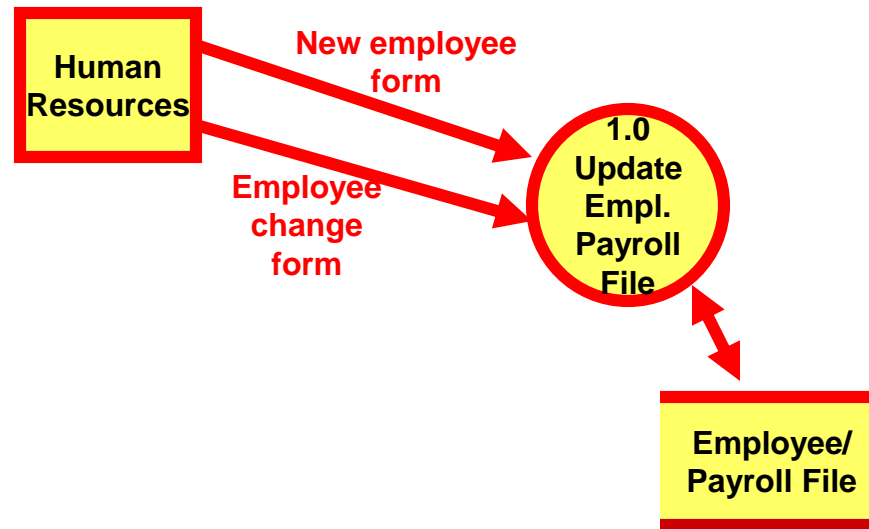 Human
Resources
New employee
form
Employee
change
form
1.0
Update
Empl.
Payroll
File
Employee/
Payroll File